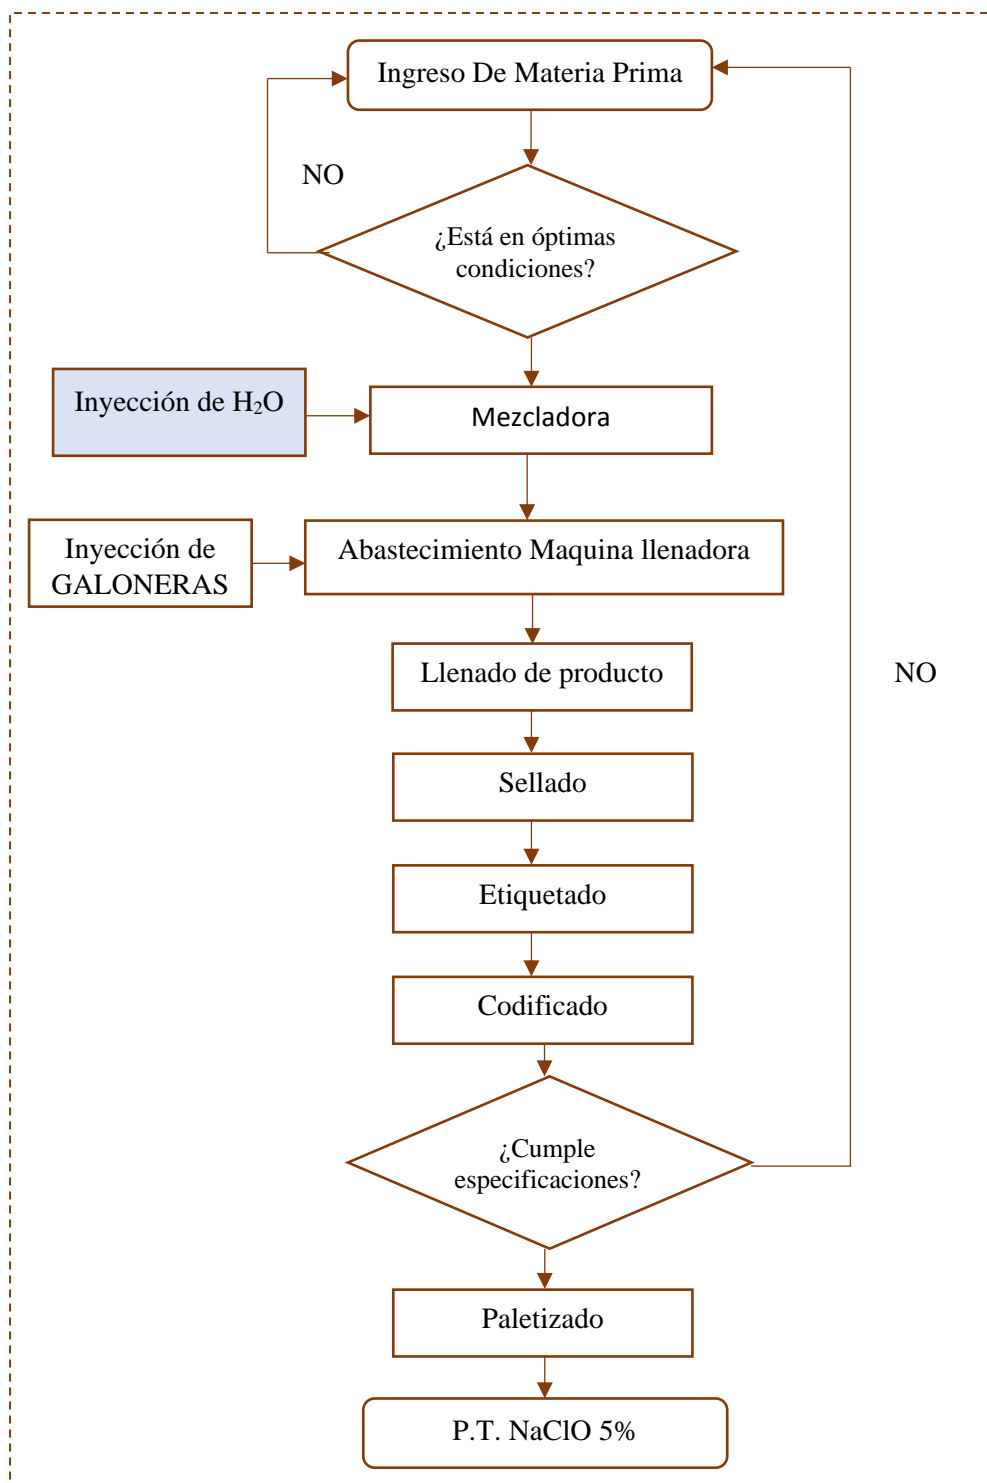 Ingreso De Materia Prima
NO
¿Está en óptimas
condiciones?
Inyección de H₂O
Mezcladora
Inyección de
GALONERAS
Abastecimiento Maquina llenadora
Llenado de producto
NO
Sellado
Etiquetado
Codificado
¿Cumple
especificaciones?
Paletizado
P.T. NaClO 5%